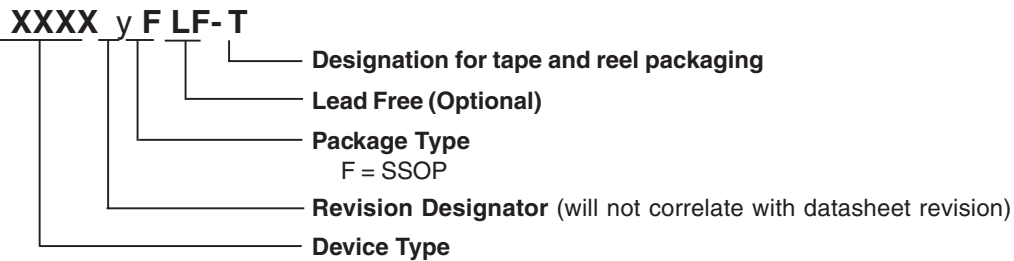 XXXX y F LF- T
Designation for tape and reel packaging
Lead Free (Optional)
Package Type
F = SSOP
Revision Designator (will not correlate with datasheet revision)
Device Type